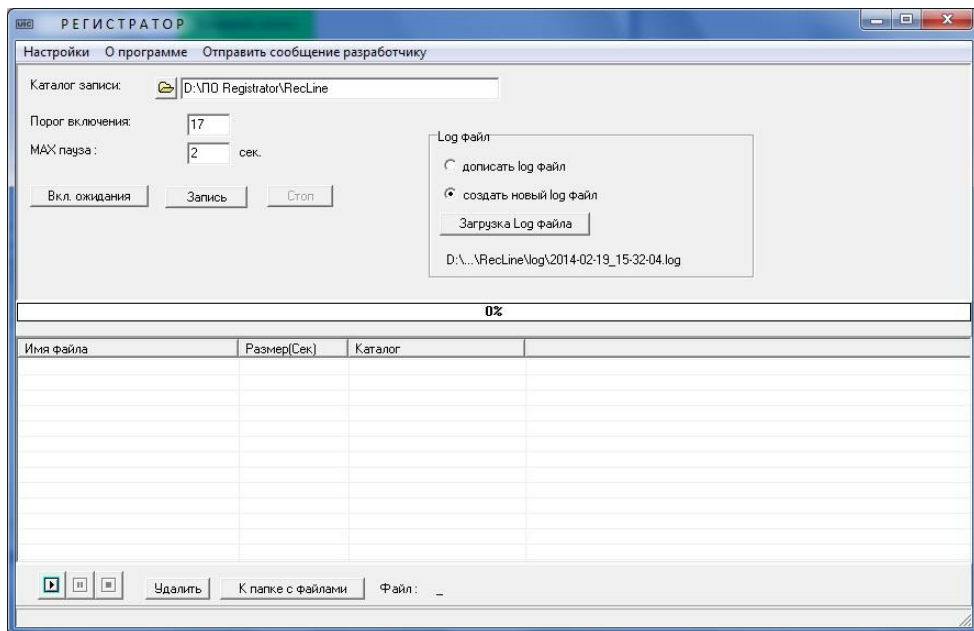 UIC РЕГИСТРАТОР
Настройки О программе Отправить сообщение разработчику
Каталог записи: D:\ПО Registrator\RecLine
Порог включения: 17
MAX пауза : 2 сек.
Вкл. ожидания Запись Стоп
Log файл
дописать log файл
создать новый log файл
Загрузка Log файла
D:\...\RecLine\log\2014-02-19_15-32-04.log
0%
Имя файла Размер(Сек) Каталог
Удалить К папке с файлами Файл : _